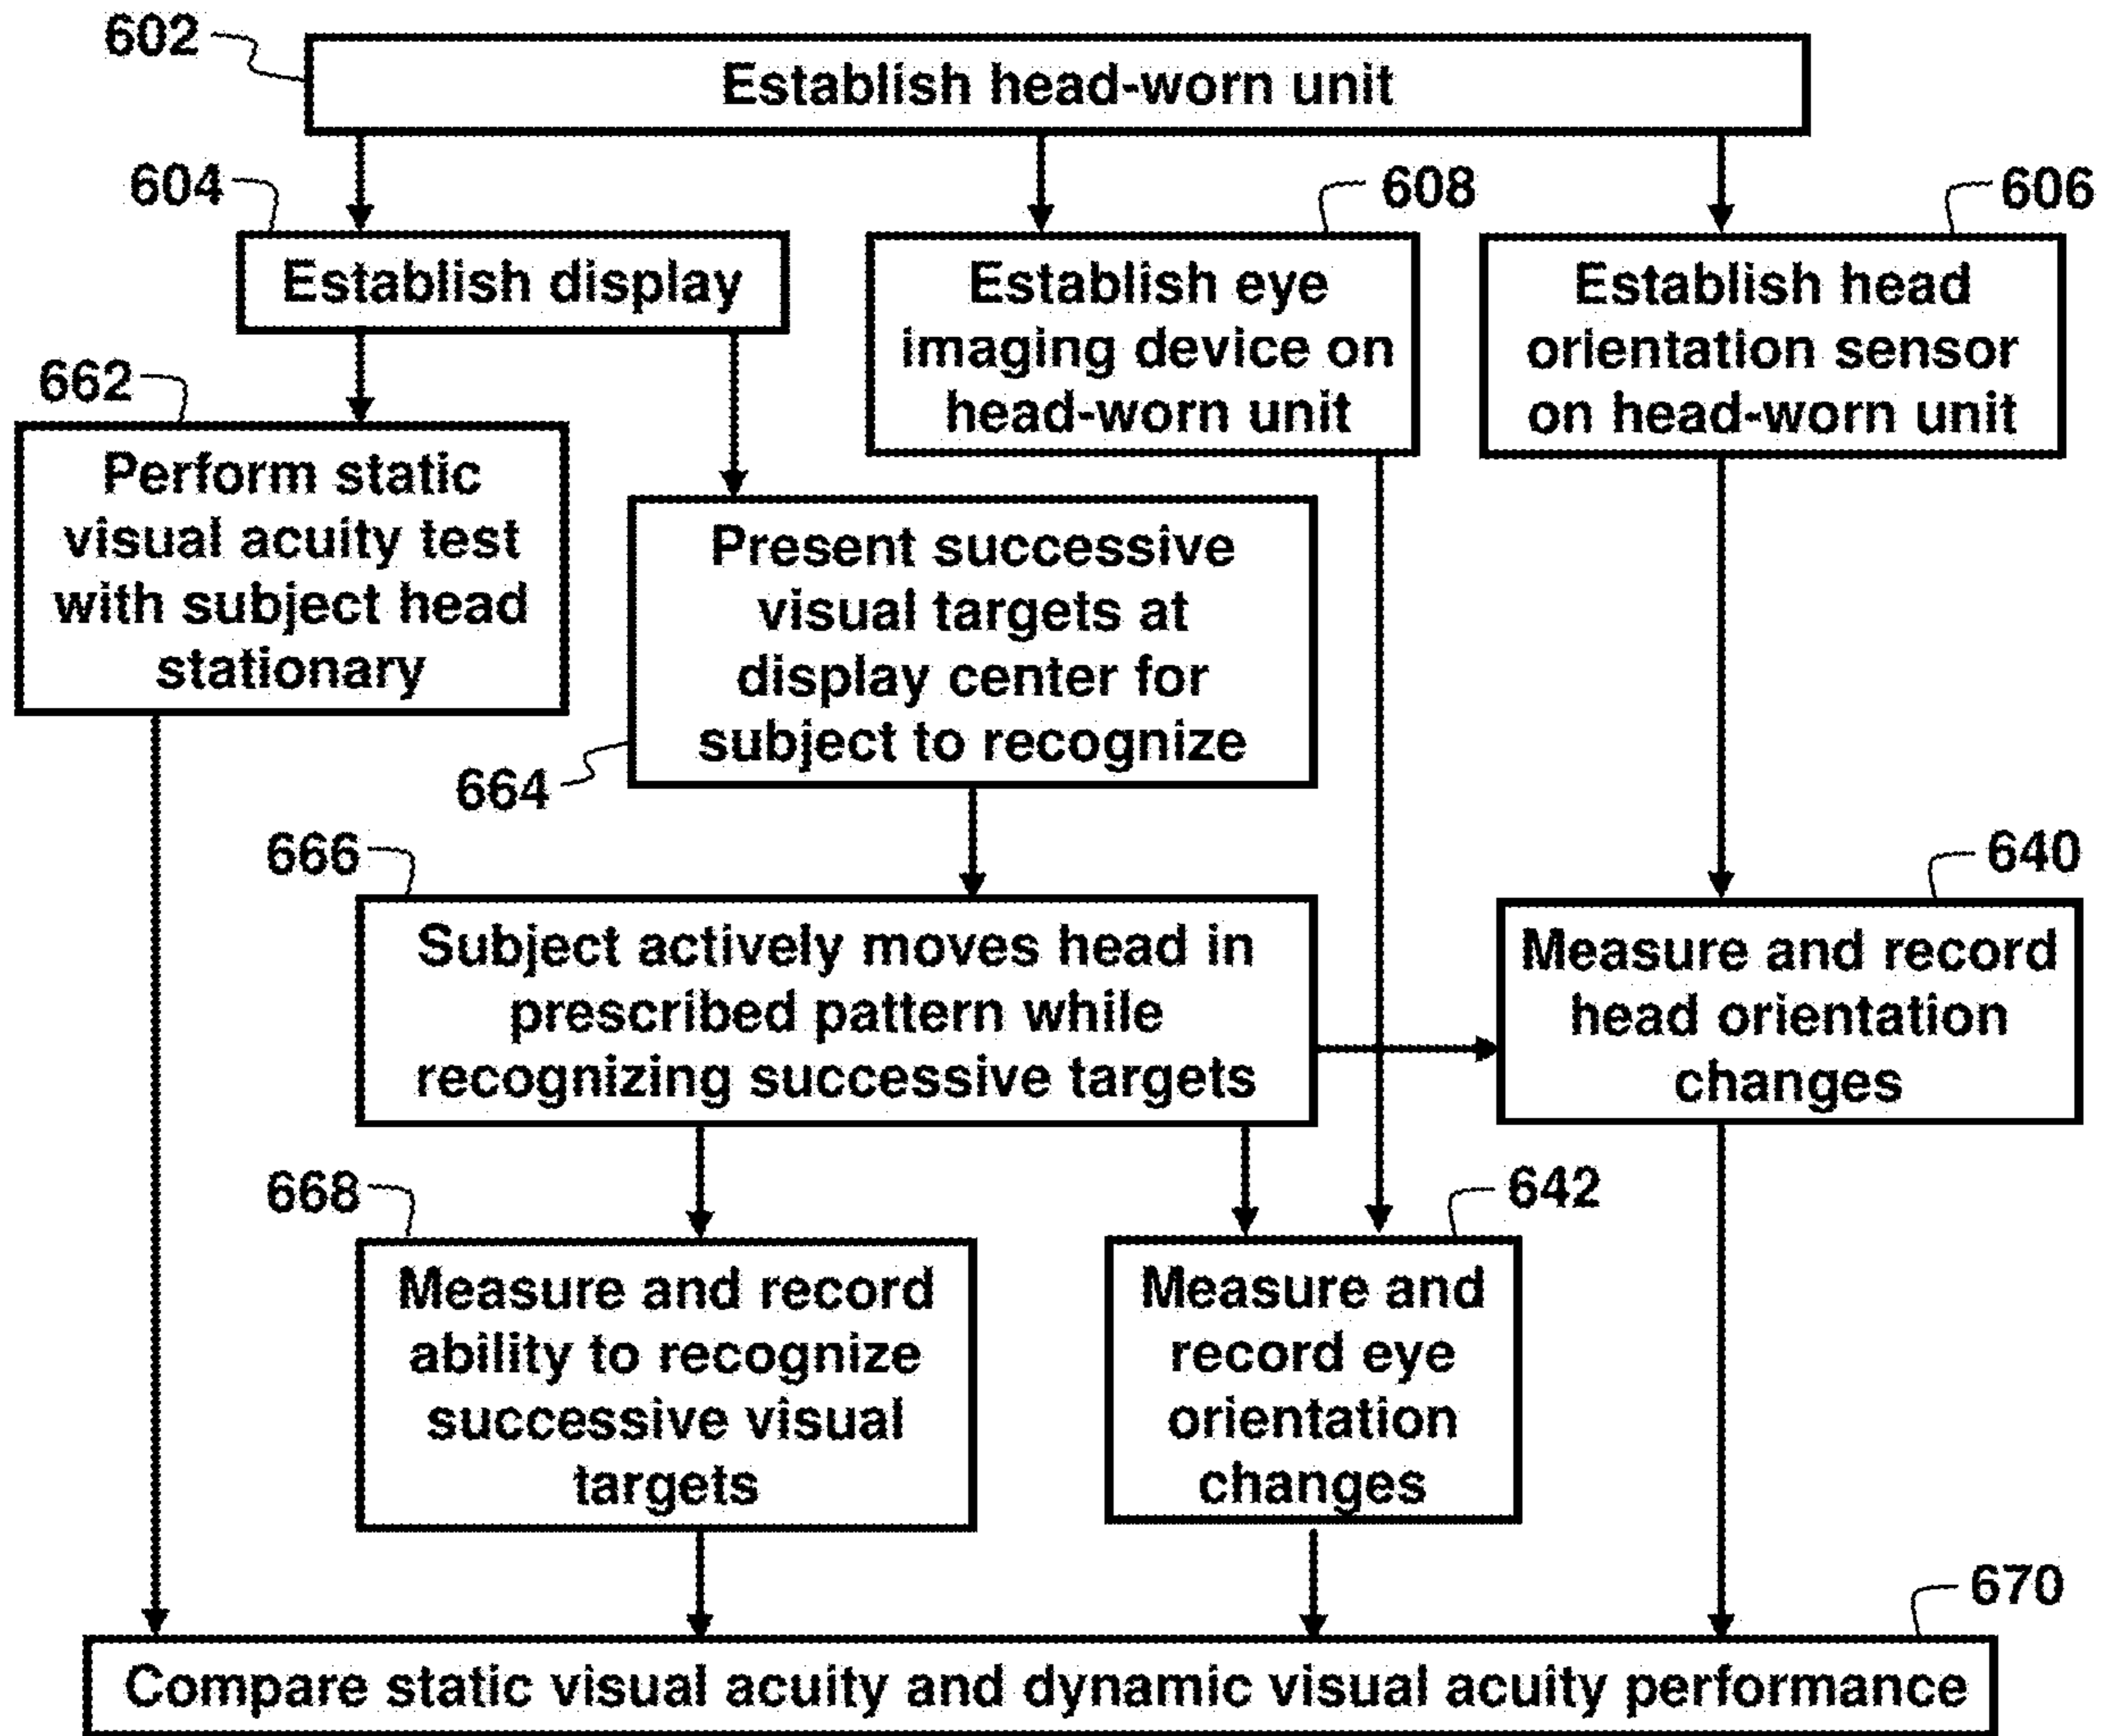 602
Establish head-worn unit
604
608
606
Establish display
Establish eye
imaging device on
head-worn unit
Establish head
orientation sensor
on head-worn unit
662
Perform static
visual acuity test
with subject head
stationary
Present successive
visual targets at
display center for
subject to recognize
664
666
640
Subject actively moves head in
prescribed pattern while
recognizing successive targets
Measure and record
head orientation
changes
668
642
Measure and record
ability to recognize
successive visual
targets
Measure and
record eye
orientation
changes
670
Compare static visual acuity and dynamic visual acuity performance